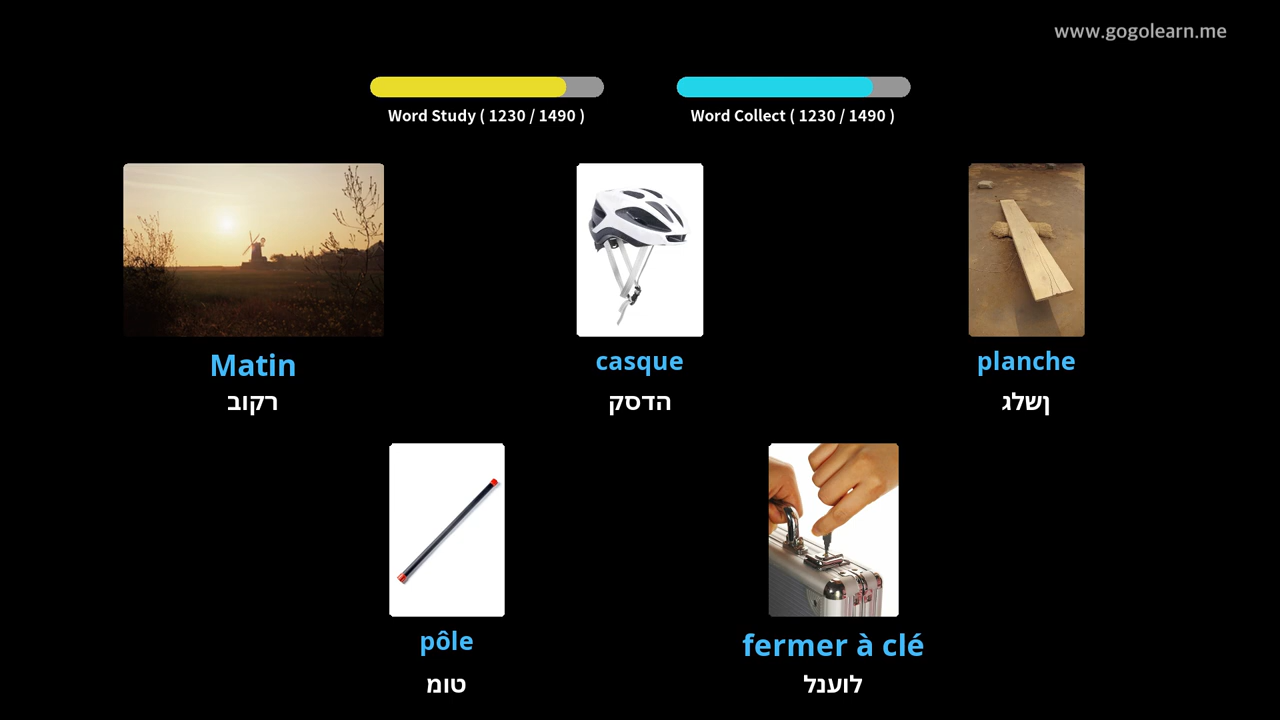 www.gogolearn.me
Word Study ( 1230 / 1490 )
Word Collect ( 1230 / 1490 )
Matin
רקוב
casque
הדסק
planche
ןשלג
pôle
טומ
fermer à clé
לוענל